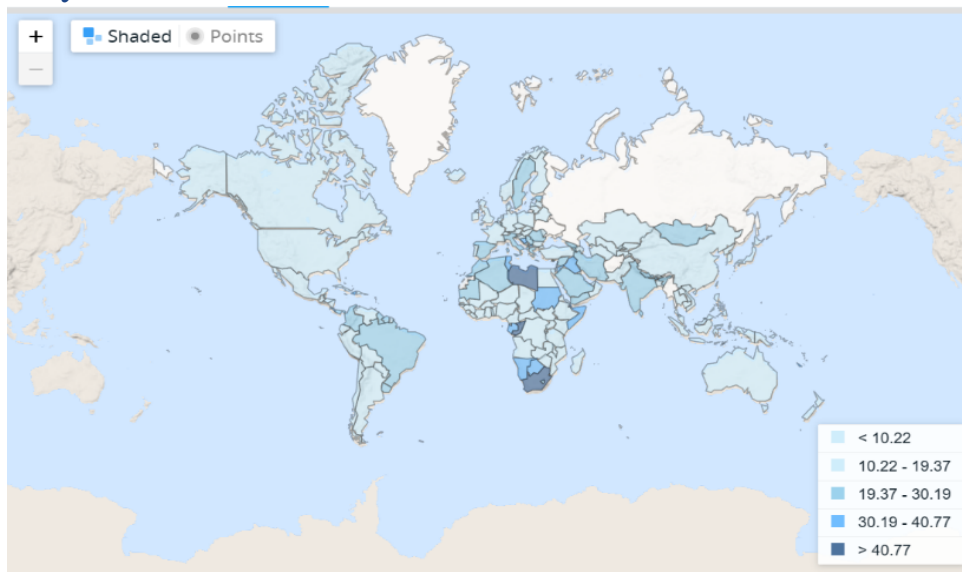 +
Shaded
Points
−
< 10.22
10.22 - 19.37
19.37 - 30.19
30.19 - 40.77
> 40.77